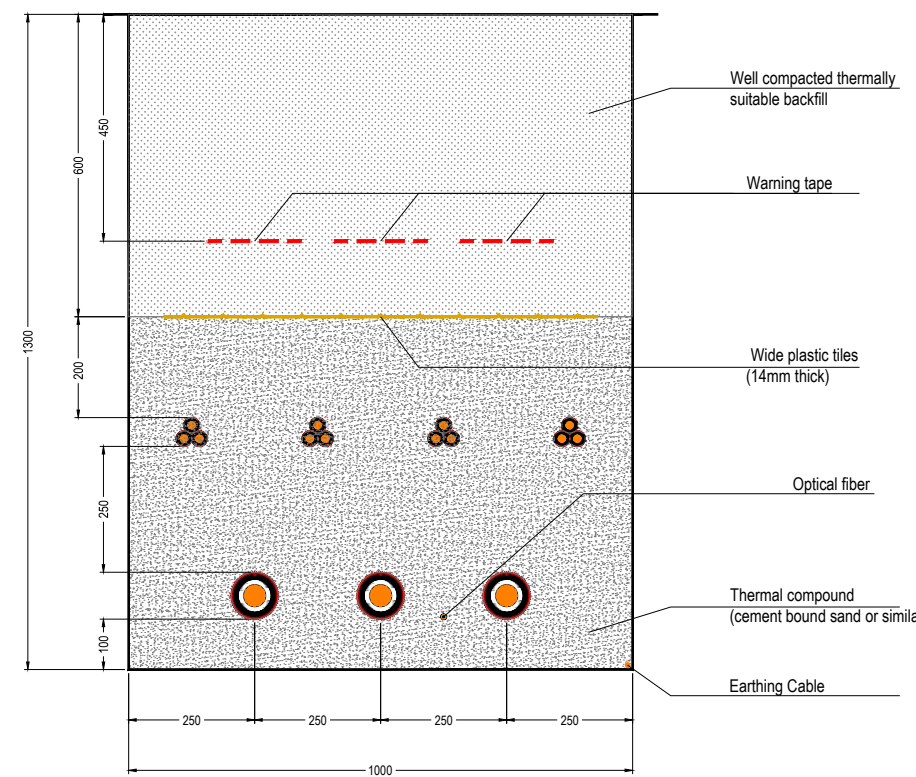 Well compacted thermally
suitable backfill
450
600
Warning tape
1300
200
Wide plastic tiles
(14mm thick)
Optical fiber
250
Thermal compound
(cement bound sand or simila
100
Earthing Cable
250
250
250
250
1000